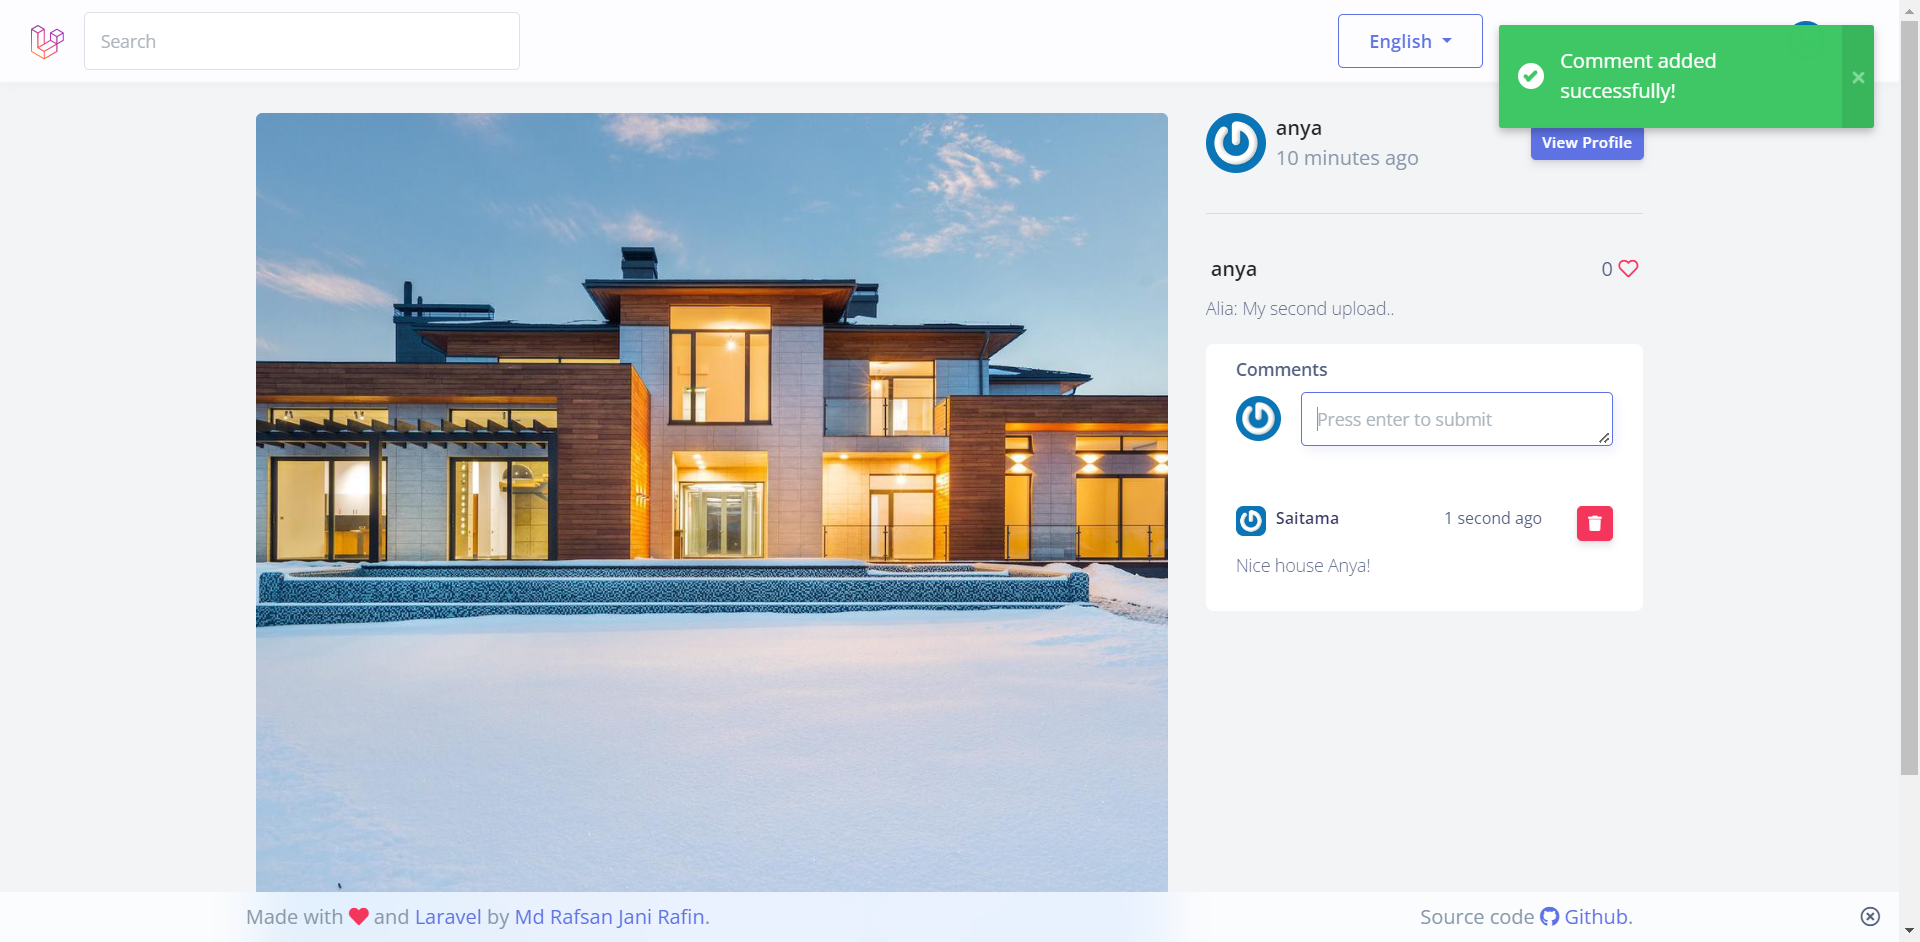 Search
English
Comment added
successfully!
×
anya
10 minutes ago
View Profile
anya
0
Alia: My second upload..
Comments
Press enter to submit
Saitama
1 second ago
Nice house Anya!
Made with and Laravel by Md Rafsan Jani Rafin.
Source code Github.